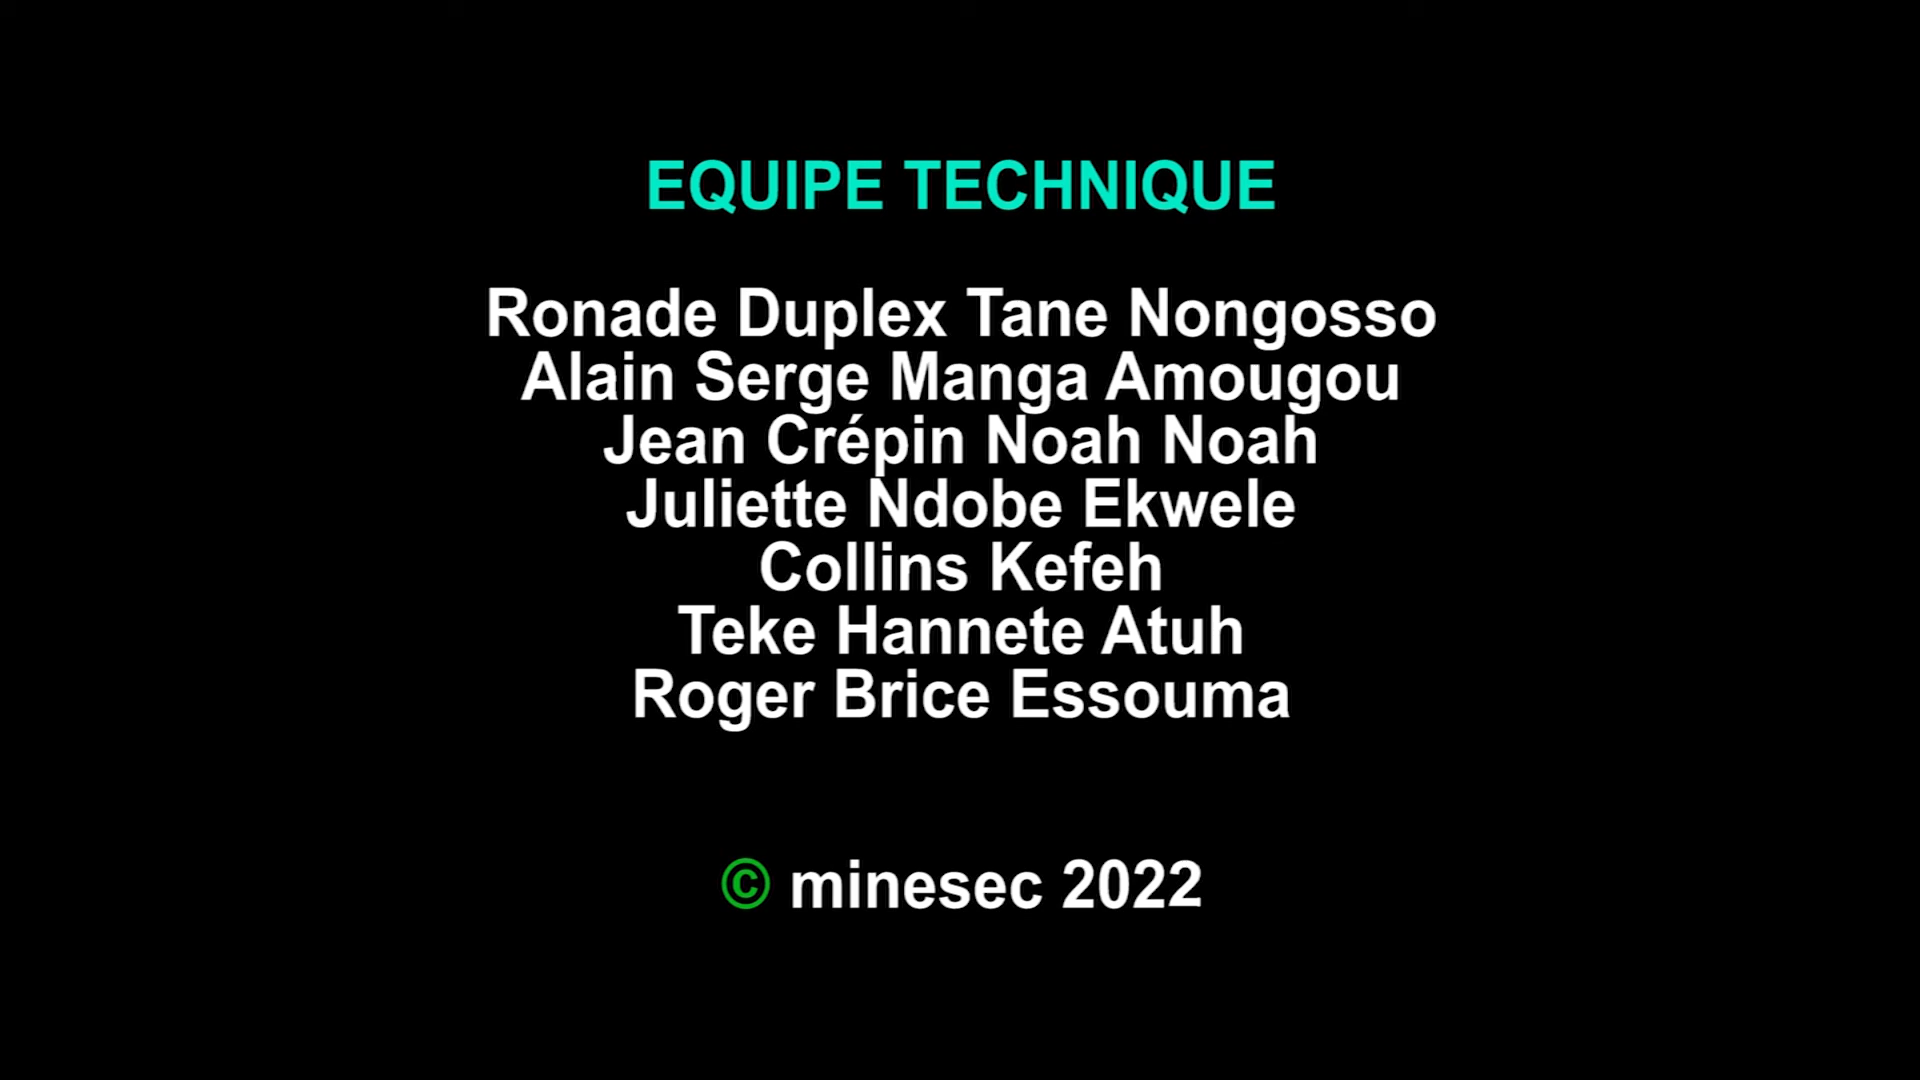 EQUIPE TECHNIQUE
Ronade Duplex Tane Nongosso
Alain Serge Manga Amougou
Jean Crépin Noah Noah
Juliette Ndobe Ekwele
Collins Kefeh
Teke Hannete Atuh
Roger Brice Essouma
© minesec 2022